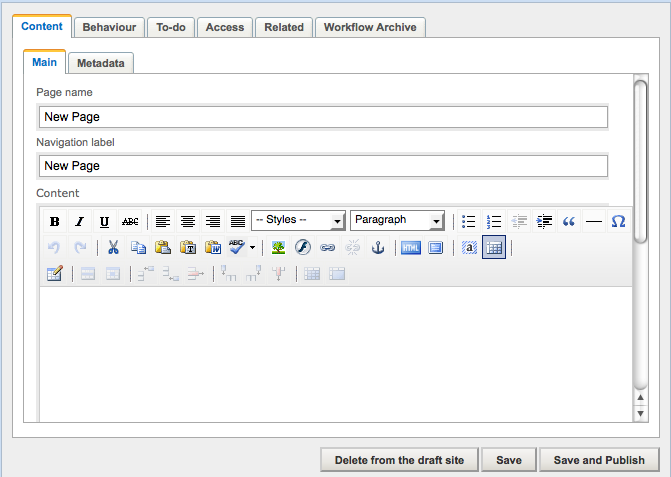 Content Behaviour To-do Access Related Workflow Archive
Main Metadata
Page name
New Page
Navigation label
New Page
Content
B I U ABC -- Styles -- Paragraph Ω
T W ABC HTML a
Delete from the draft site Save Save and Publish